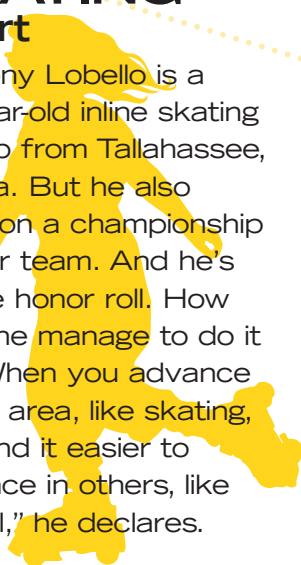 ATING
rt
ny Lobello is a
ar-old inline skating
o from Tallahassee,
a. But he also
on a championship
r team. And he's
e honor roll. How
he manage to do it
When you advance
area, like skating,
nd it easier to
nce in others, like
l," he declares.